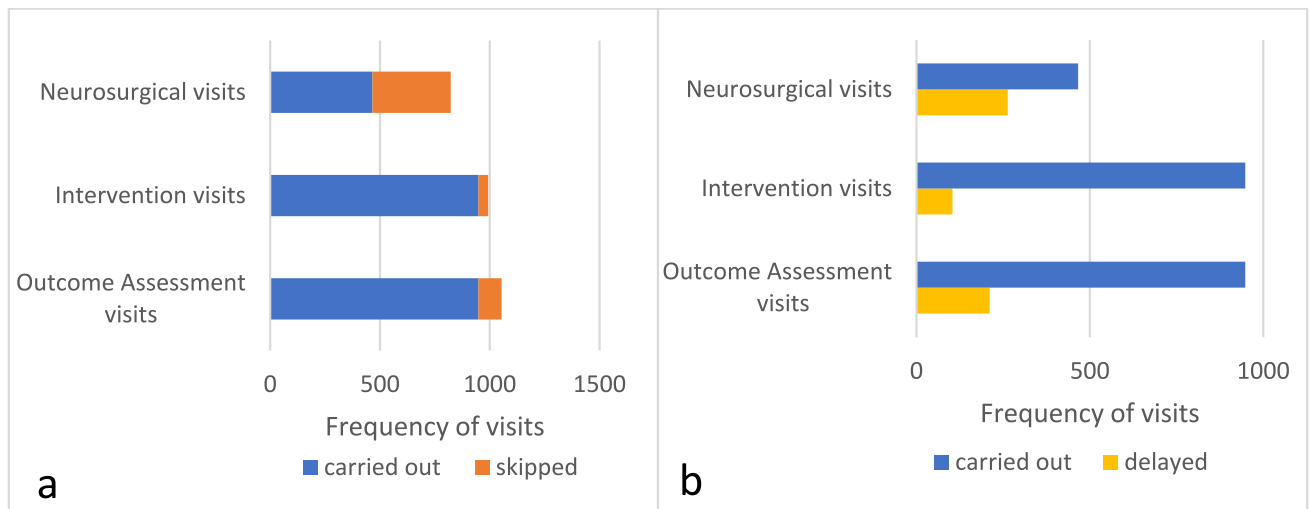 Neurosurgical visits
Intervention visits
Outcome Assessment
visits
0 500 1000 1500
Frequency of visits
carried out skipped
a
Neurosurgical visits
Intervention visits
Outcome Assessment
visits
0 500 1000
Frequency of visits
carried out delayed
b